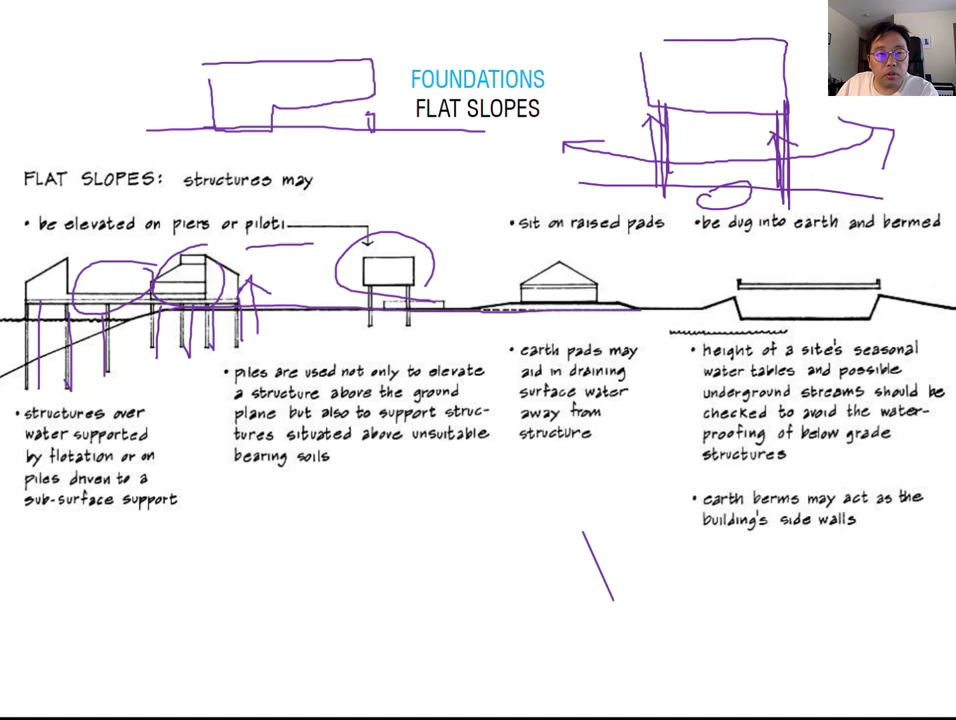 FOUNDATIONS
FLAT SLOPES
FLAT SLOPES: structures may
• be elevated on piers or piloti
• sit on raised pads
• be dug into earth and bermed
• structures over
water supported
by flotation or on
piles driven to a
sub-surface support
• piles are used not only to elevate
a structure above the ground
plane but also to support struc-
tures situated above unsuitable
bearing soils
• earth pads may
aid in draining
surface water
away from
structure
• height of a site's seasonal
water tables and possible
underground streams should be
checked to avoid the water-
proofing of below grade
structures
• earth berms may act as the
building's side walls